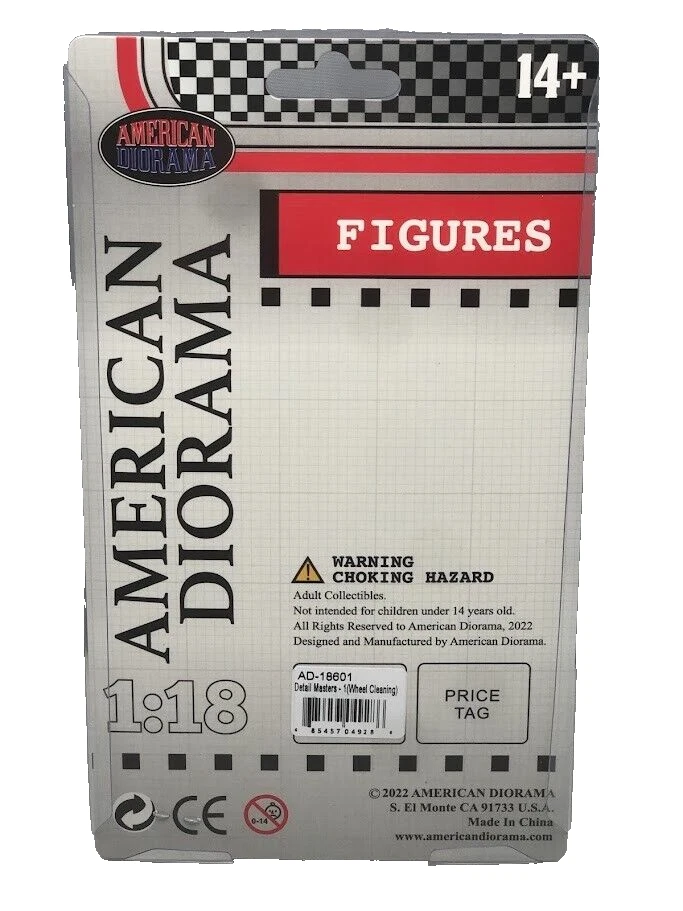 14+
AMERICAN
DIORAMA
FIGURES
AMERICAN
DIORAMA
WARNING
CHOKING HAZARD
Adult Collectibles.
Not intended for children under 14 years old.
All Rights Reserved to American Diorama, 2022
Designed and Manufactured by American Diorama.
1:18
AD-18601
Detail Masters - 1(Wheel Cleaning)
PRICE
TAG
CE
0-14
©2022 AMERICAN DIORAMA
S. El Monte CA 91733 U.S.A.
Made In China
www.americandiorama.com